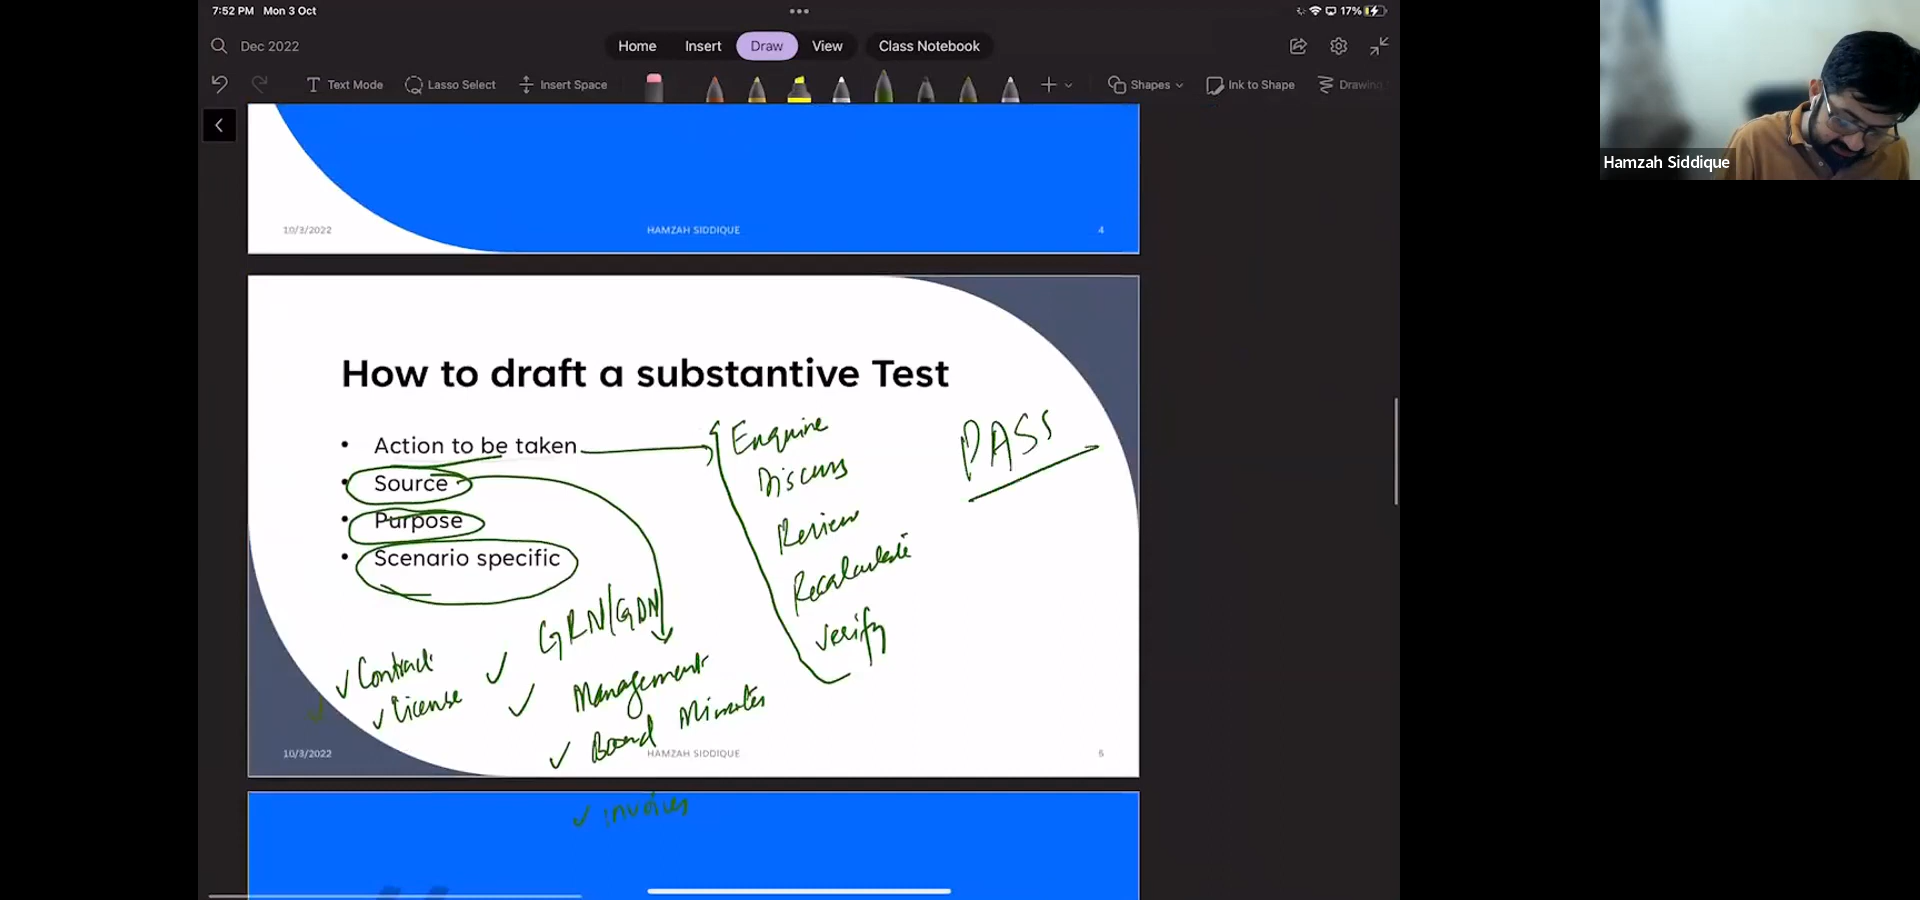 7:52 PM Mon 3 Oct
17%
Dec 2022
Home Insert Draw View Class Notebook
Text Mode Lasso Select Insert Space Shapes Ink to Shape Drawing
Hamzah Siddique
10/3/2022 HAMZAH SIDDIQUE 4
How to draft a substantive Test
• Action to be taken
• Source
• Purpose
• Scenario specific
Enquire
Discuss
Review
Recalculate
Verify
PASS
GRN/GDN
Contract
License
Management
Board Minutes
invoices
10/3/2022 HAMZAH SIDDIQUE 5